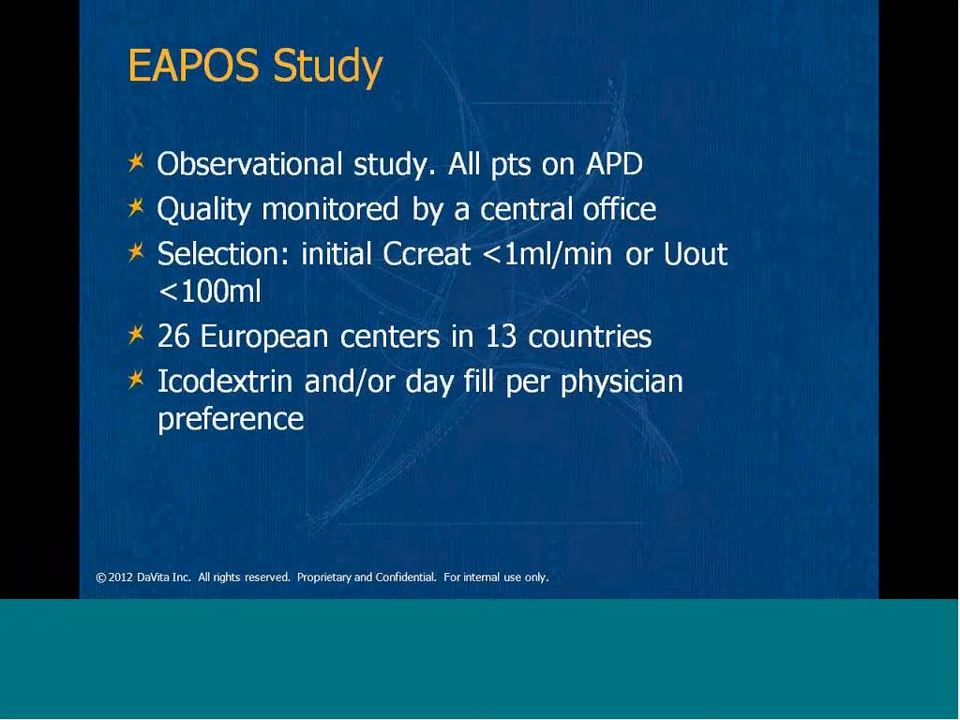 EAPOS Study
Observational study. All pts on APD
Quality monitored by a central office
Selection: initial Ccreat <1ml/min or Uout
<100ml
26 European centers in 13 countries
Icodextrin and/or day fill per physician
preference
© 2012 DaVita Inc. All rights reserved. Proprietary and Confidential. For internal use only.